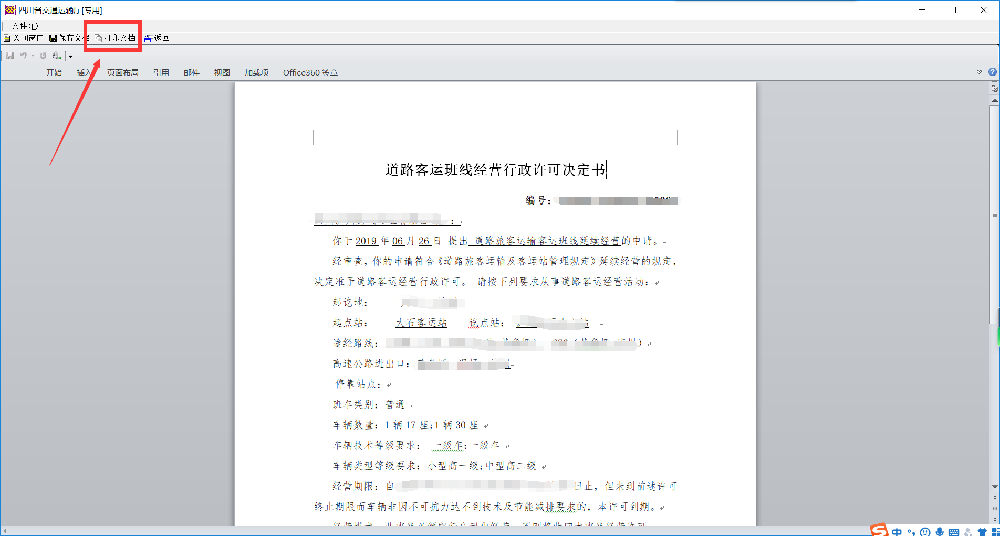 四川省交通运输厅[专用]
文件(F)
关闭窗口 保存文档 打印文档 返回
开始 插入 页面布局 引用 邮件 视图 加载项 Office360 签章
道路客运班线经营行政许可决定书
编号：
：
你于 2019 年 06 月 26 日 提出 道路旅客运输客运班线延续经营的申请。
经审查，你的申请符合《道路旅客运输及客运站管理规定》延续经营的规定，
决定准予道路客运经营行政许可。 请按下列要求从事道路客运经营活动：
起讫地：
起点站： 大石客运站 讫点站： 站
途经路线：
高速公路进出口：
停靠站点：
班车类别：普通
车辆数量：1 辆 17 座;1 辆 30 座
车辆技术等级要求： 一级车;一级车
车辆类型等级要求：小型高一级;中型高二级
经营期限：自 日止，但未到前述许可
终止期限而车辆非因不可抗力达不到技术及节能减排要求的，本许可到期。
中